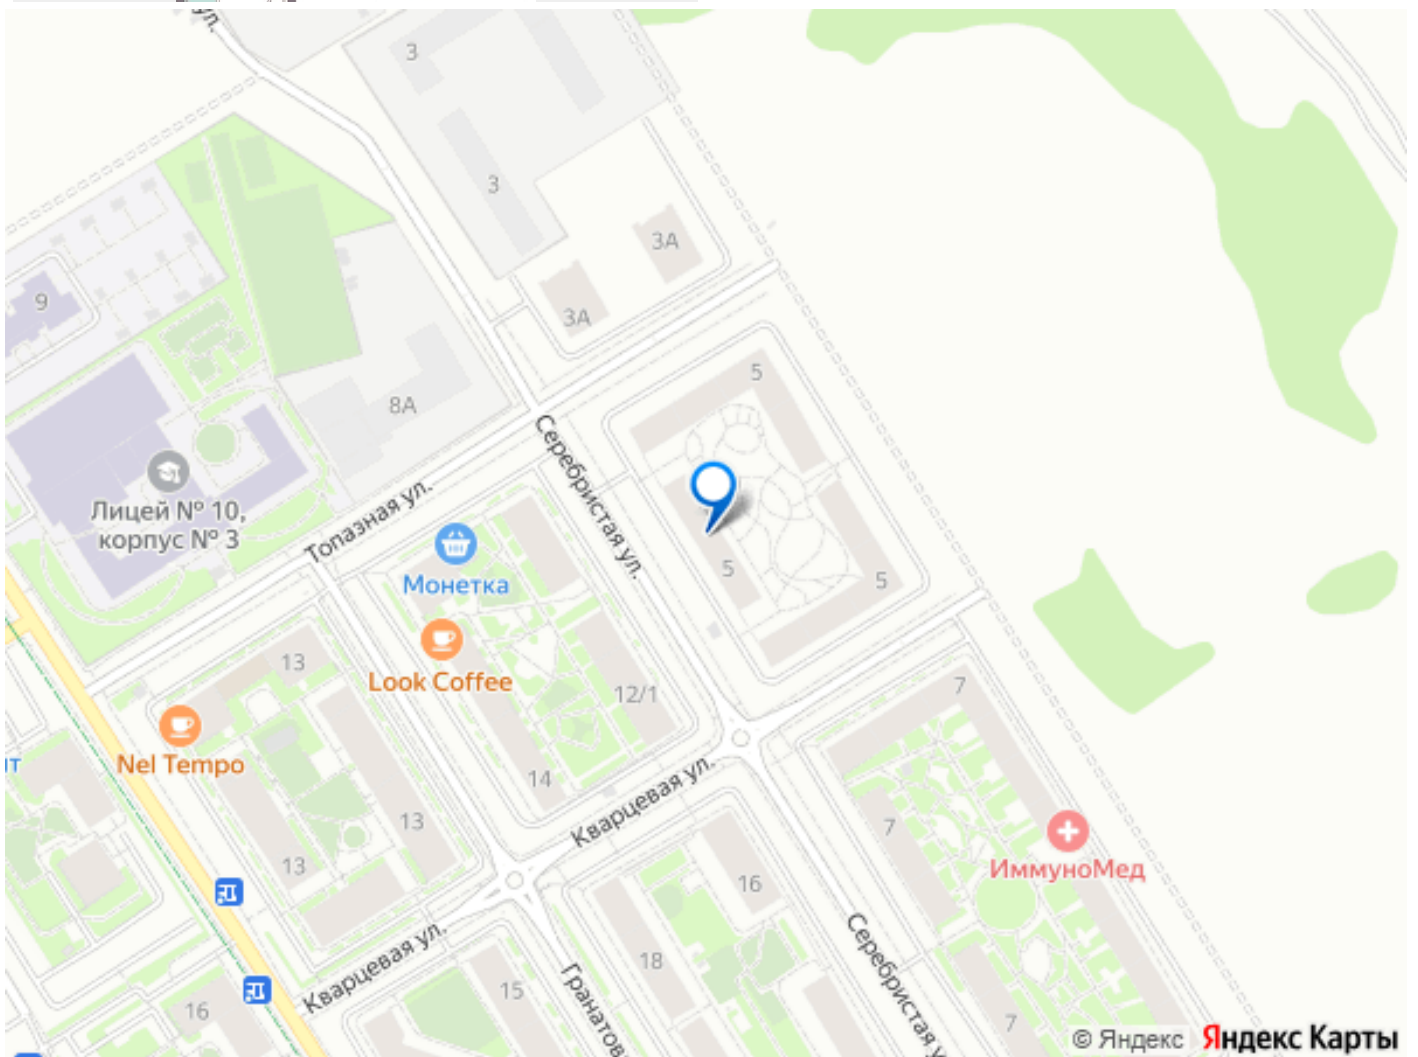 ул.
3
3
3А
3А
9
8А
5
Серебристая ул.
Лицей № 10,
корпус № 3
Топазная ул.
Монетка
5
5
Look Coffee
13
12/1
7
Nel Tempo
14
Кварцевая ул.
13
7
13
ИммуноМед
16
Кварцевая ул.
18
Серебристая у
15
Гранатов
16
7
© Яндекс
Яндекс Карты